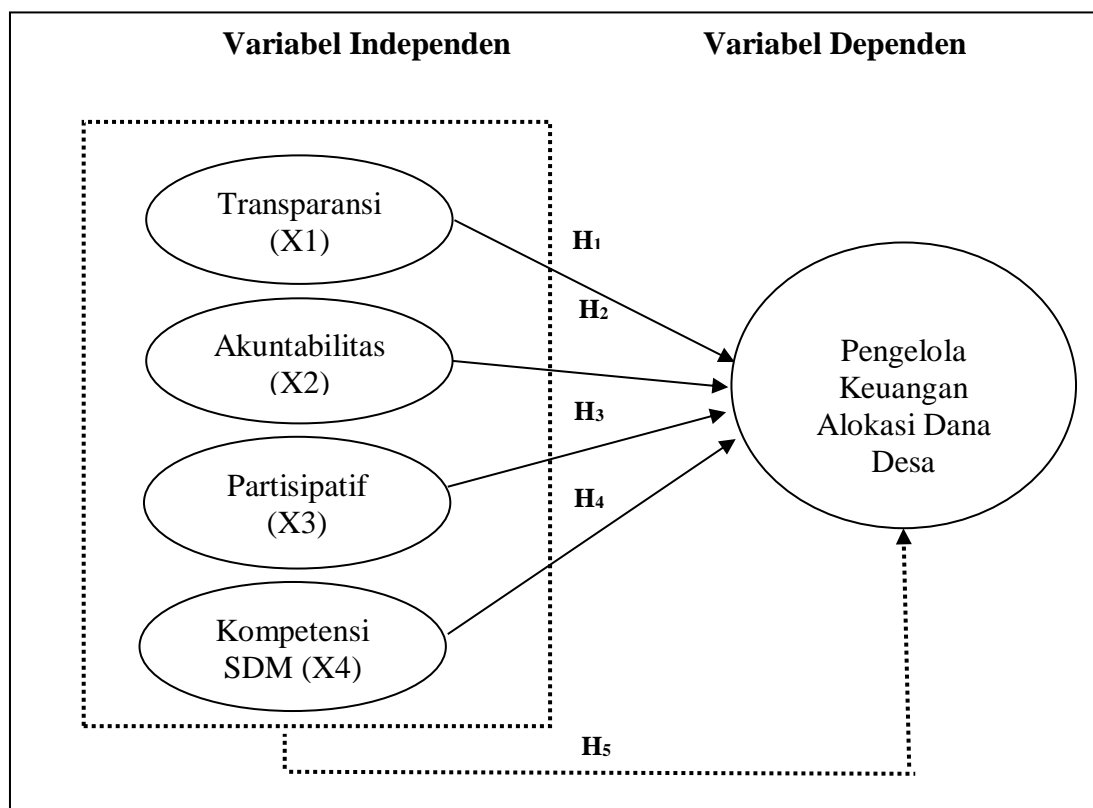 Variabel Independen
Variabel Dependen
Transparansi
(X1)
H1
H2
Akuntabilitas
(X2)
Pengelola
Keuangan
Alokasi Dana
Desa
H3
Partisipatif
(X3)
H4
Kompetensi
SDM (X4)
H5